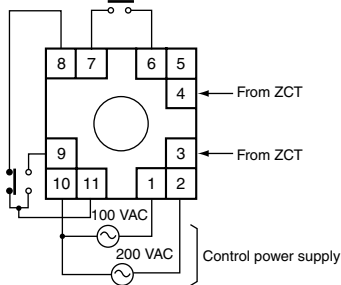 8 7 6 5
4 From ZCT
9 3 From ZCT
10 11 1 2
100 VAC
200 VAC
Control power supply